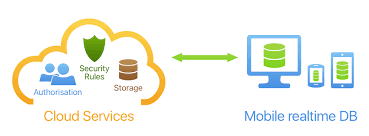 Security
Rules
Authorisation
Storage
Cloud Services
Mobile realtime DB